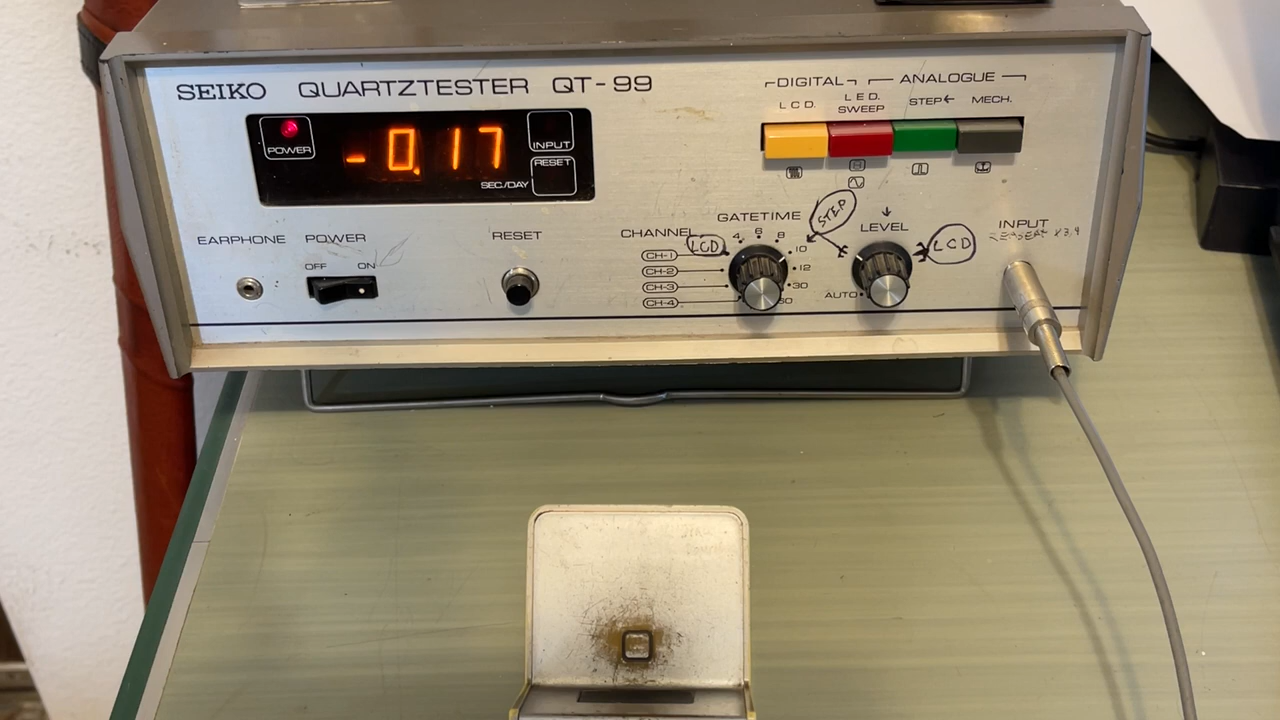 SEIKO QUARTZTESTER QT-99
DIGITAL ANALOGUE
LCD. LED. SWEEP STEP← MECH.
POWER
-0.17
INPUT
RESET
SEC./DAY
EARPHONE
POWER
OFF ON
RESET
CHANNEL
CH-1
CH-2
CH-3
CH-4
GATETIME
LCD
4 6 8 10 12 30
STEP
LEVEL
AUTO
LCD
INPUT